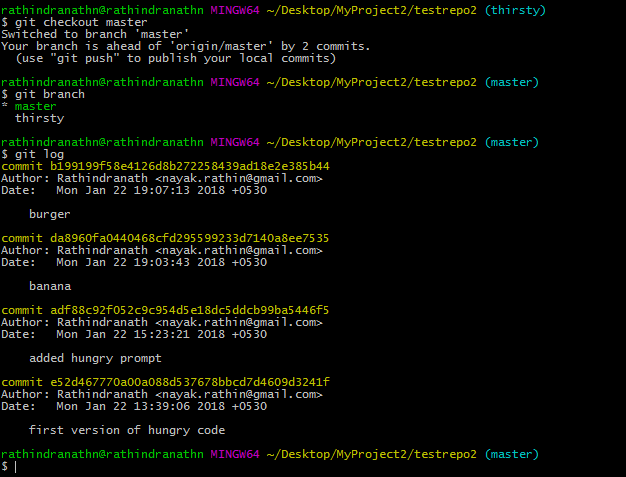 rathindranathn@rathindranathn MINGW64 ~/Desktop/MyProject2/testrepo2 (thirsty)
$ git checkout master
Switched to branch 'master'
Your branch is ahead of 'origin/master' by 2 commits.
  (use "git push" to publish your local commits)
rathindranathn@rathindranathn MINGW64 ~/Desktop/MyProject2/testrepo2 (master)
$ git branch
* master
  thirsty
rathindranathn@rathindranathn MINGW64 ~/Desktop/MyProject2/testrepo2 (master)
$ git log
commit b199199f58e4126d8b272258439ad18e2e385b44
Author: Rathindranath <nayak.rathin@gmail.com>
Date:   Mon Jan 22 19:07:13 2018 +0530
    burger
commit da8960fa0440468cfd295599233d7140a8ee7535
Author: Rathindranath <nayak.rathin@gmail.com>
Date:   Mon Jan 22 19:03:43 2018 +0530
    banana
commit adf88c92f052c9c954d5e18dc5ddcb99ba5446f5
Author: Rathindranath <nayak.rathin@gmail.com>
Date:   Mon Jan 22 15:23:21 2018 +0530
    added hungry prompt
commit e52d467770a00a088d537678bbcd7d4609d3241f
Author: Rathindranath <nayak.rathin@gmail.com>
Date:   Mon Jan 22 13:39:06 2018 +0530
    first version of hungry code
rathindranathn@rathindranathn MINGW64 ~/Desktop/MyProject2/testrepo2 (master)
$